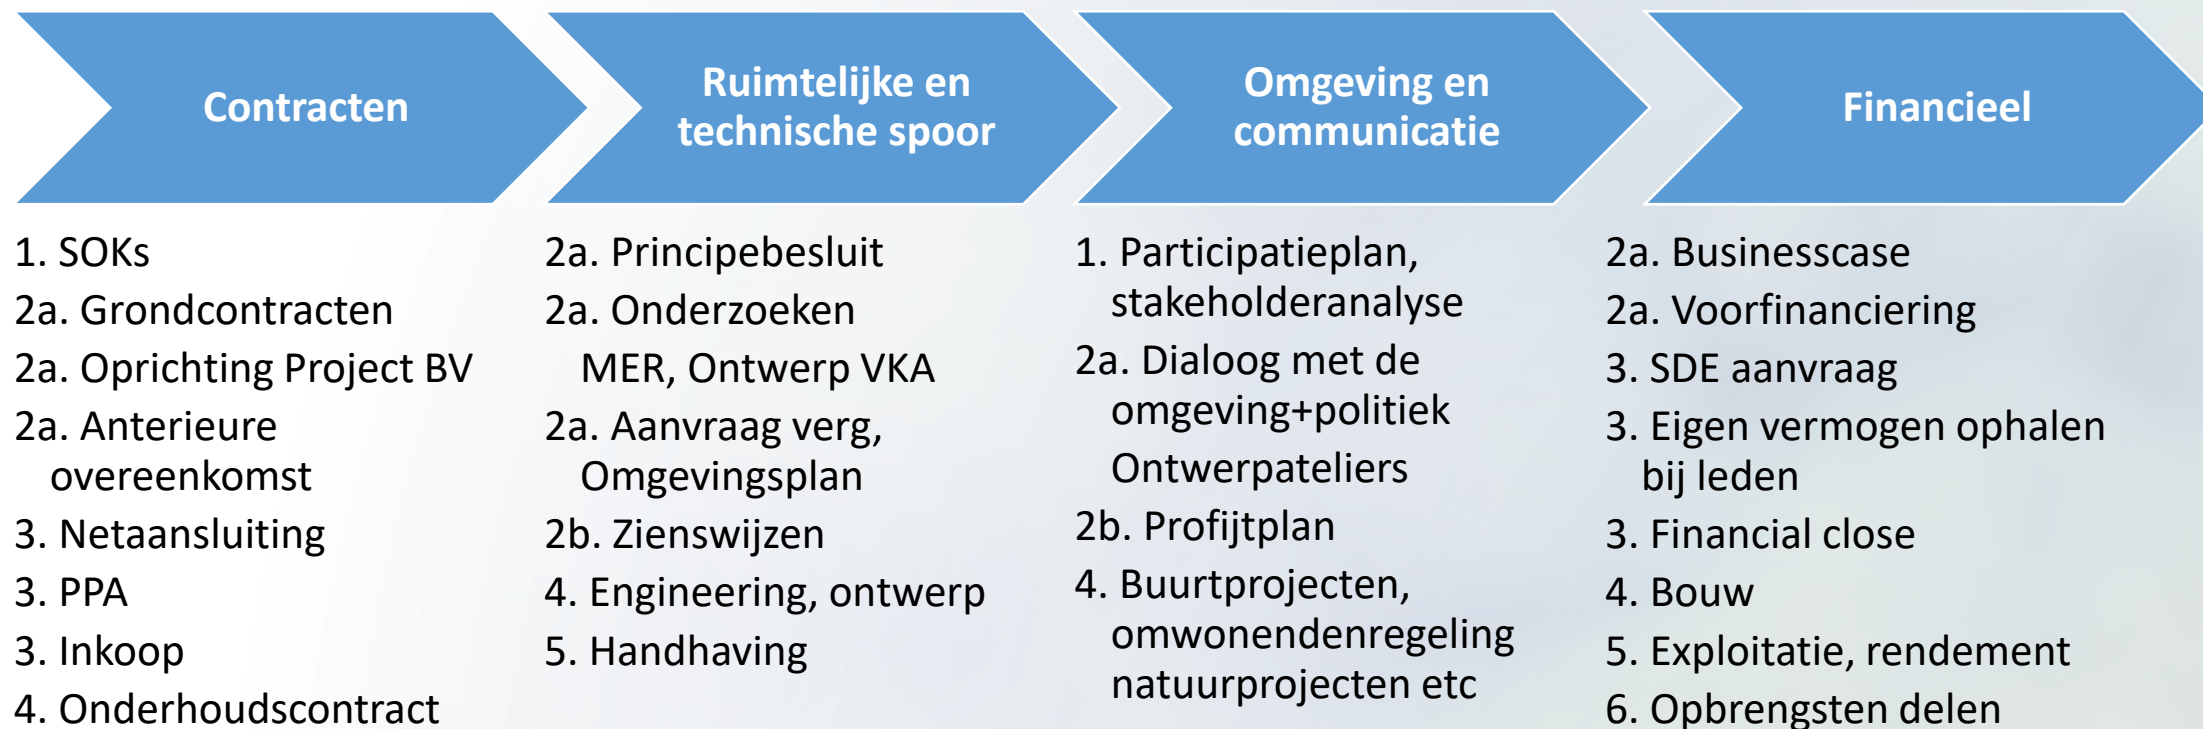 Contracten
1. SOKs
2a. Grondcontracten
2a. Oprichting Project BV
2a. Anterieure
overeenkomst
3. Netaansluiting
3. PPA
3. Inkoop
4. Onderhoudscontract
Ruimtelijke en
technische spoor
2a. Principebesluit
2a. Onderzoeken
MER, Ontwerp VKA
2a. Aanvraag verg,
Omgevingsplan
2b. Zienswijzen
4. Engineering, ontwerp
5. Handhaving
Omgeving en
communicatie
1. Participatieplan,
stakeholderanalyse
2a. Dialoog met de
omgeving+politiek
Ontwerpateliers
2b. Profijtplan
4. Buurtprojecten,
omwonendenregeling
natuurprojecten etc
Financieel
2a. Businesscase
2a. Voorfinanciering
3. SDE aanvraag
3. Eigen vermogen ophalen
bij leden
3. Financial close
4. Bouw
5. Exploitatie, rendement
6. Opbrengsten delen